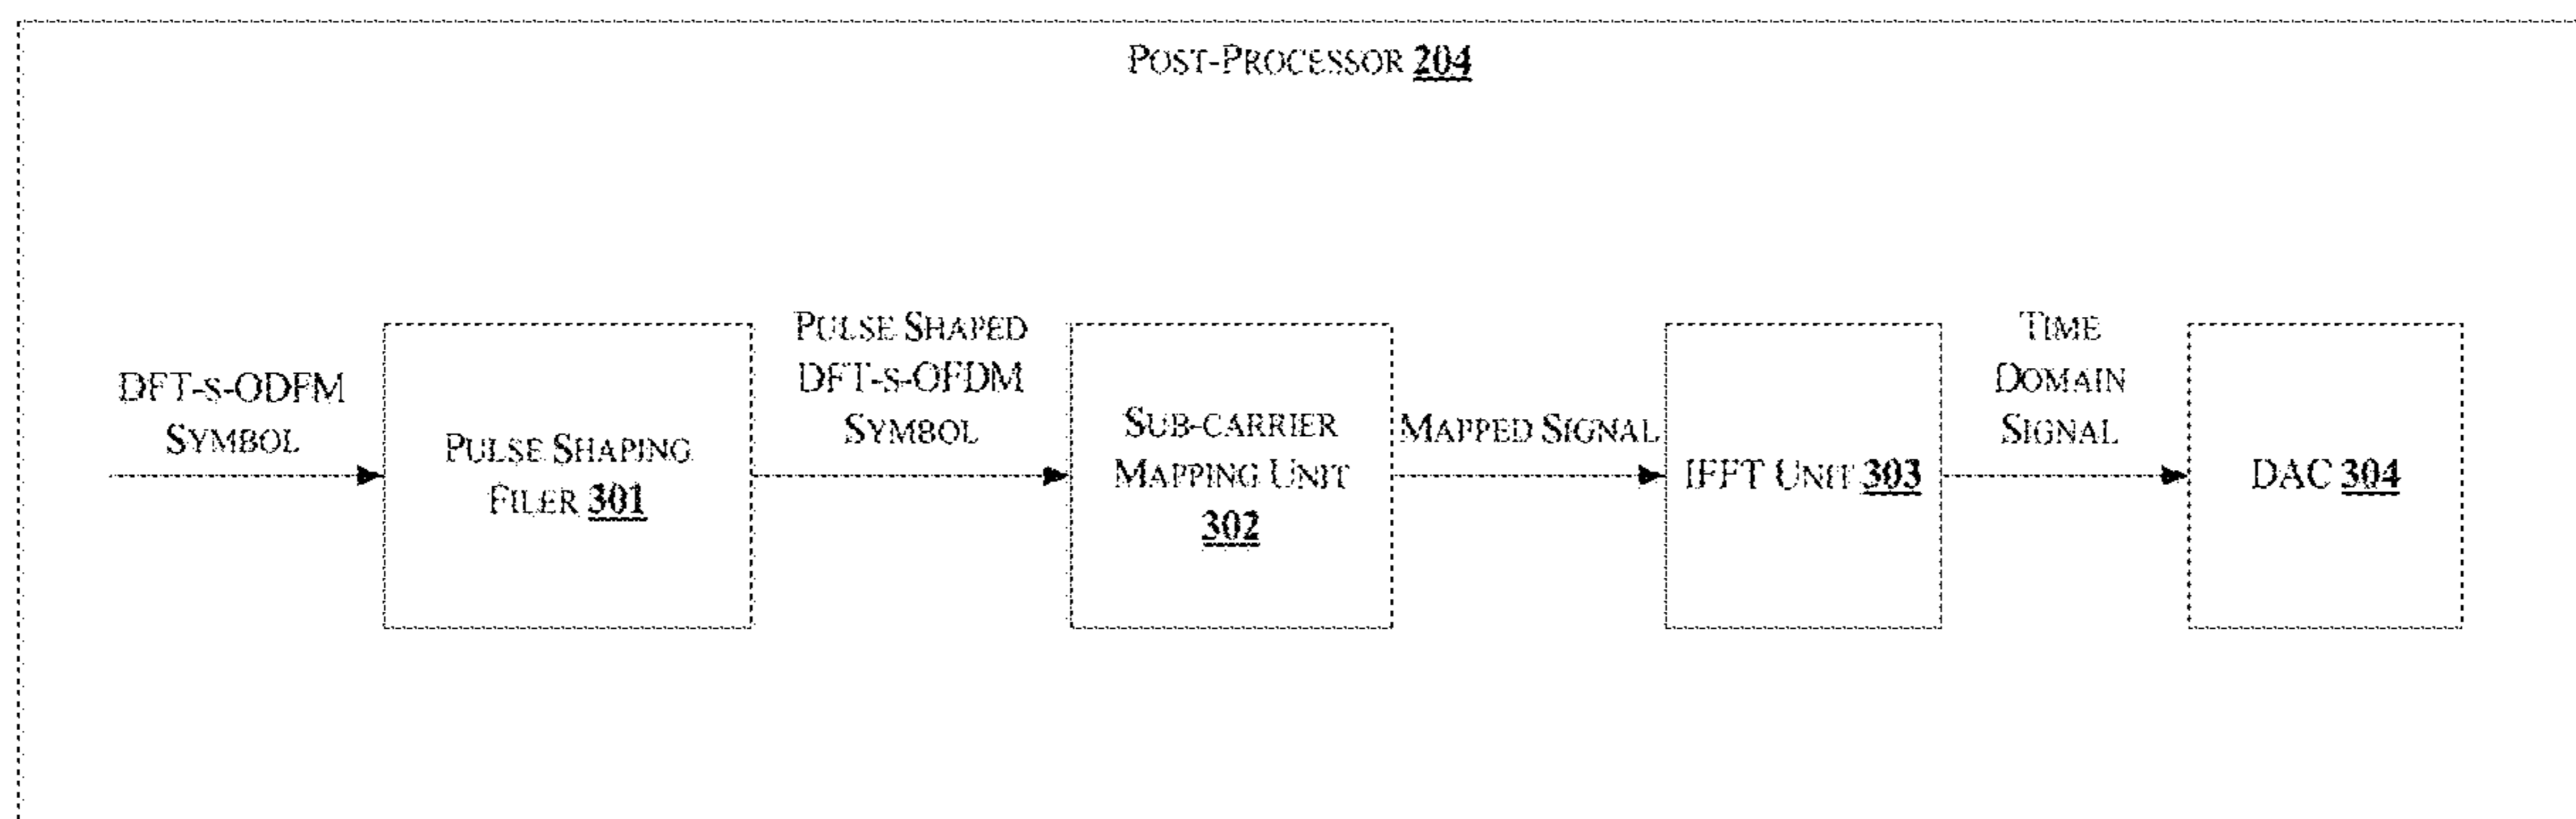 POST-PROCESSOR 204
DFT-S-ODFM
SYMBOL
PULSE SHAPING
FILER 301
PULSE SHAPED
DFT-S-OFDM
SYMBOL
SUB-CARRIER
MAPPING UNIT
302
MAPPED SIGNAL
IFFT UNIT 303
TIME
DOMAIN
SIGNAL
DAC 304